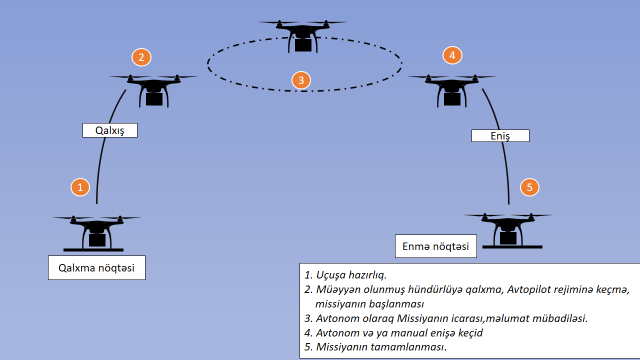 2
4
3
Qalxış
Eniş
1
5
Qalxma nöqtəsi
Enmə nöqtəsi
1. Uçuşa hazırlıq.
2. Müəyyən olunmuş hündürlüyə qalxma, Avtopilot rejiminə keçmə,
missiyanın başlanması
3. Avtonom olaraq Missiyanın icarası,məlumat mübadiləsi.
4. Avtonom və ya manual enişə keçid
5. Missiyanın tamamlanması.